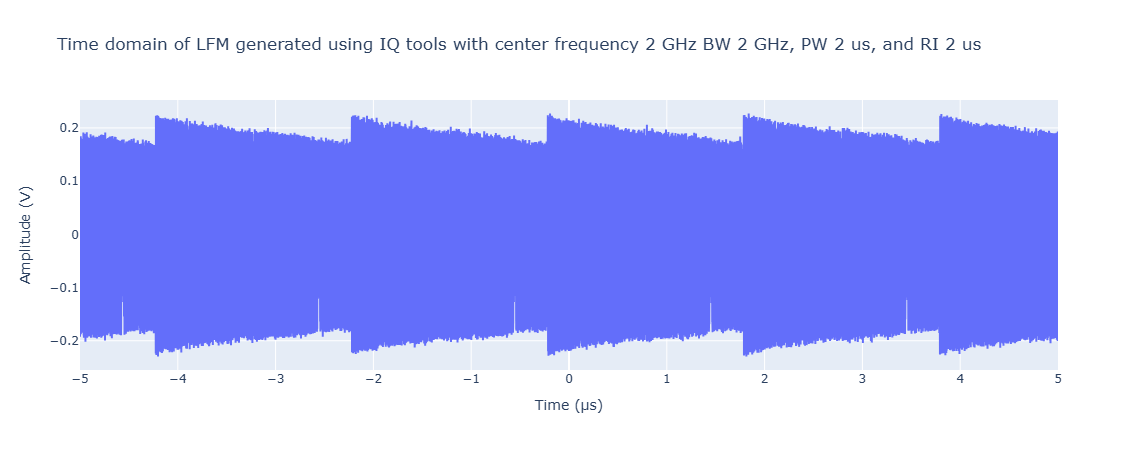 Time domain of LFM generated using IQ tools with center frequency 2 GHz BW 2 GHz, PW 2 us, and RI 2 us
Amplitude (V)
0.2
0.1
0
−0.1
−0.2
−5 −4 −3 −2 −1 0 1 2 3 4 5
Time (μs)